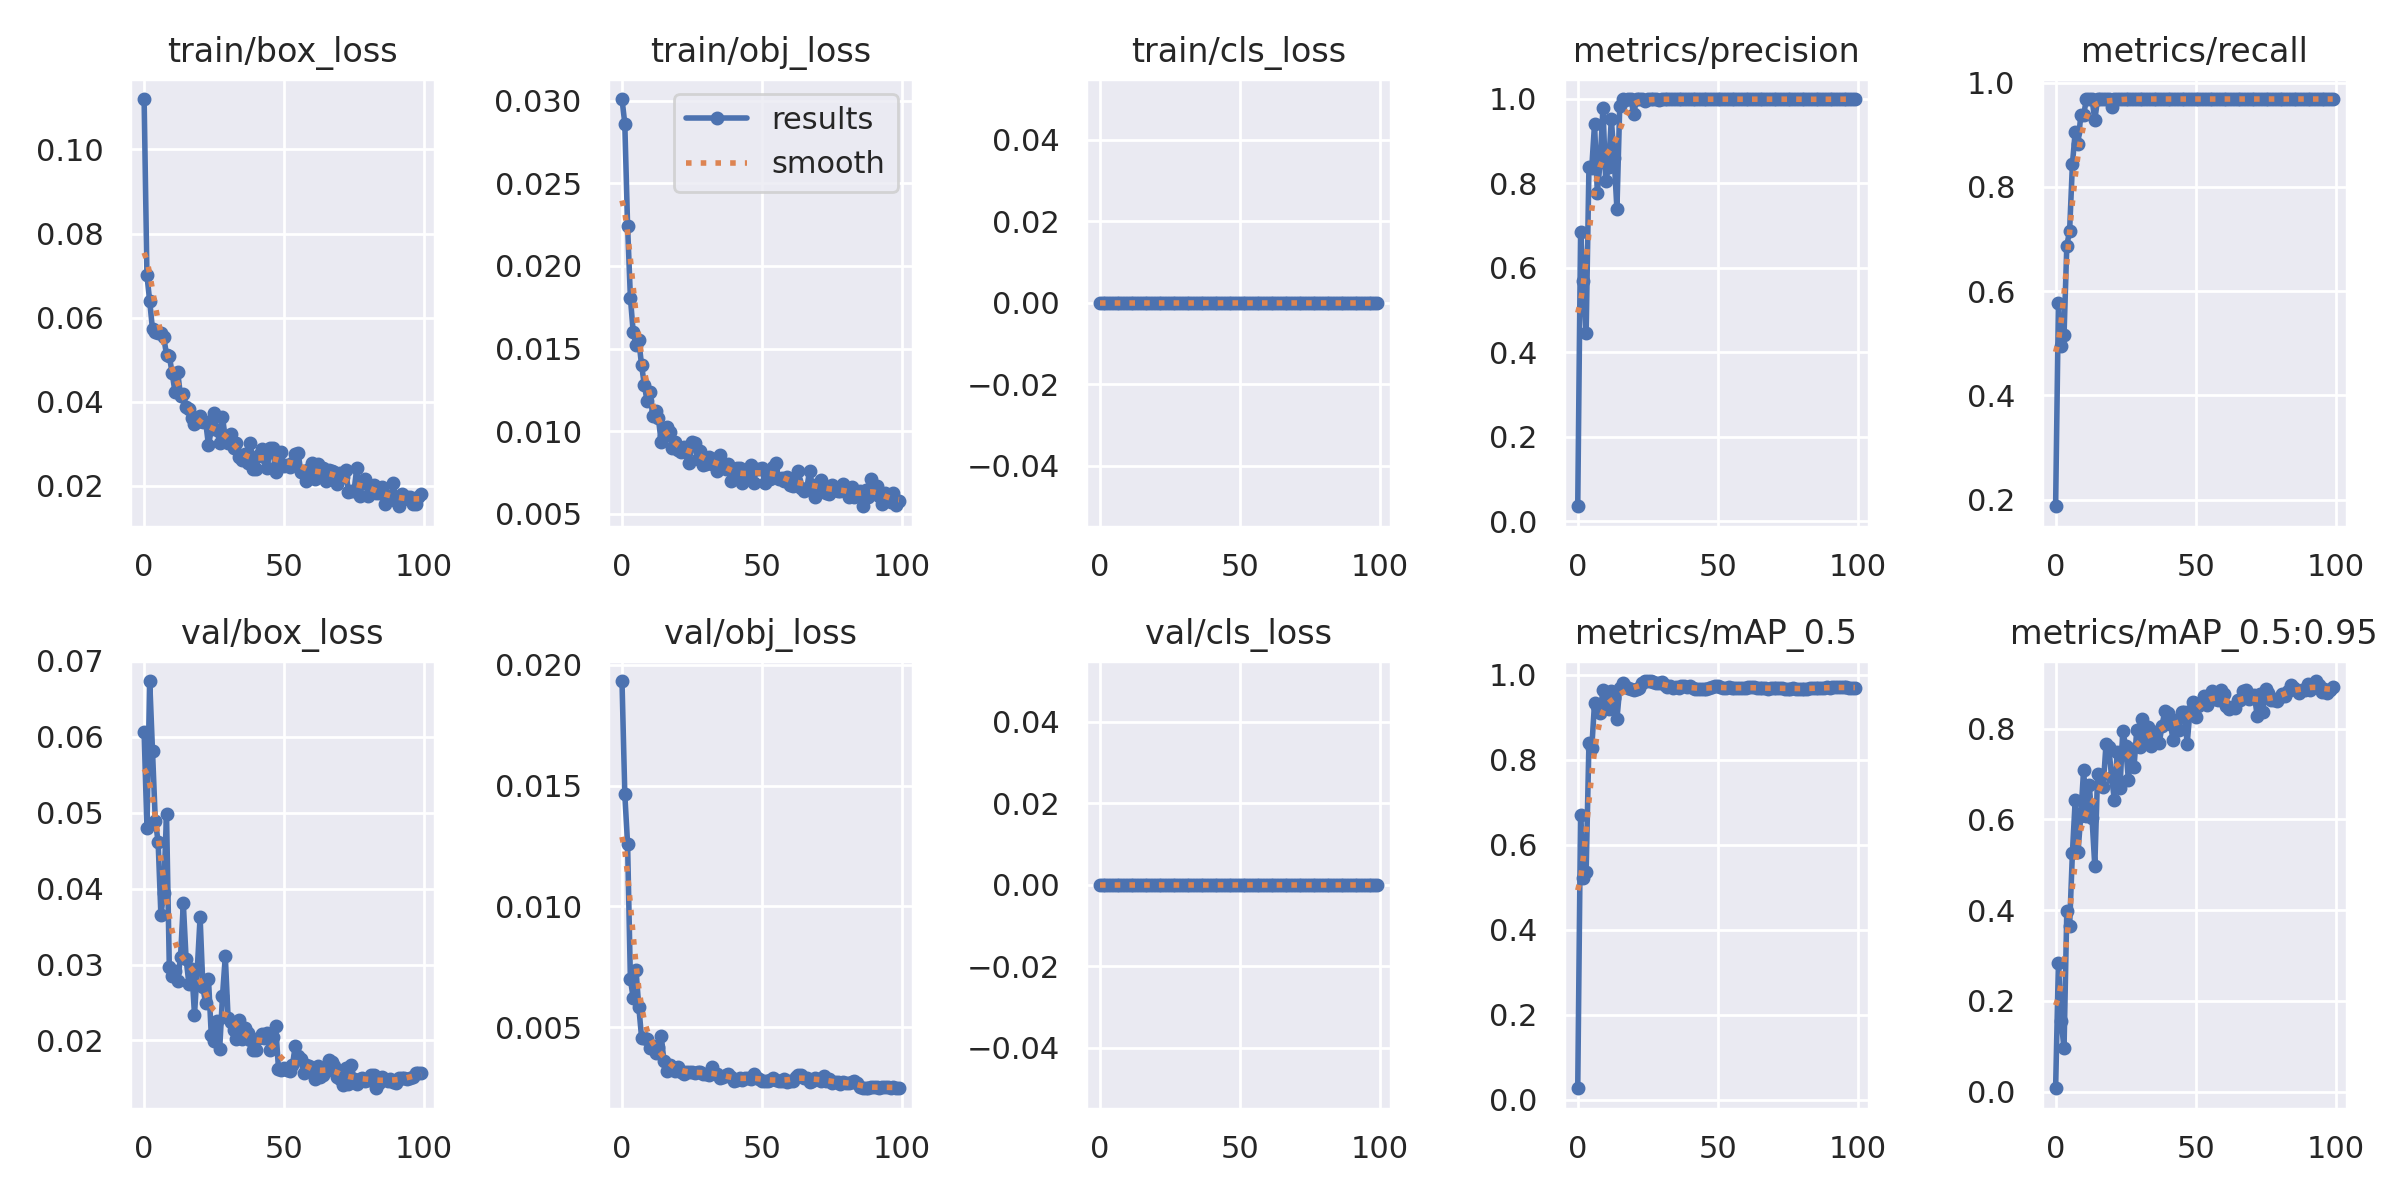 train/box_loss
0.10
0.08
0.06
0.04
0.02
0 50 100
train/obj_loss
results
smooth
0.030
0.025
0.020
0.015
0.010
0.005
0 50 100
train/cls_loss
0.04
0.02
0.00
−0.02
−0.04
0 50 100
metrics/precision
1.0
0.8
0.6
0.4
0.2
0.0
0 50 100
metrics/recall
1.0
0.8
0.6
0.4
0.2
0 50 100
val/box_loss
0.07
0.06
0.05
0.04
0.03
0.02
0 50 100
val/obj_loss
0.020
0.015
0.010
0.005
0 50 100
val/cls_loss
0.04
0.02
0.00
−0.02
−0.04
0 50 100
metrics/mAP_0.5
1.0
0.8
0.6
0.4
0.2
0.0
0 50 100
metrics/mAP_0.5:0.95
0.8
0.6
0.4
0.2
0.0
0 50 100